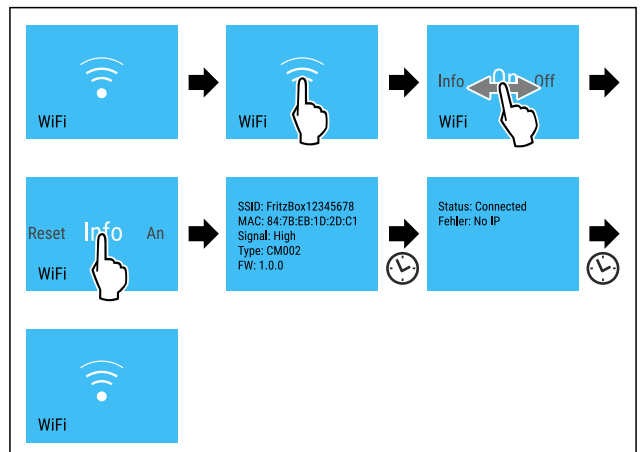 WiFi
WiFi
Info On Off
WiFi
Reset Info An
WiFi
SSID: FritzBox12345678
MAC: 84:7B:EB:1D:2D:C1
Signal: High
Type: CM002
FW: 1.0.0
Status: Connected
Fehler: No IP
WiFi